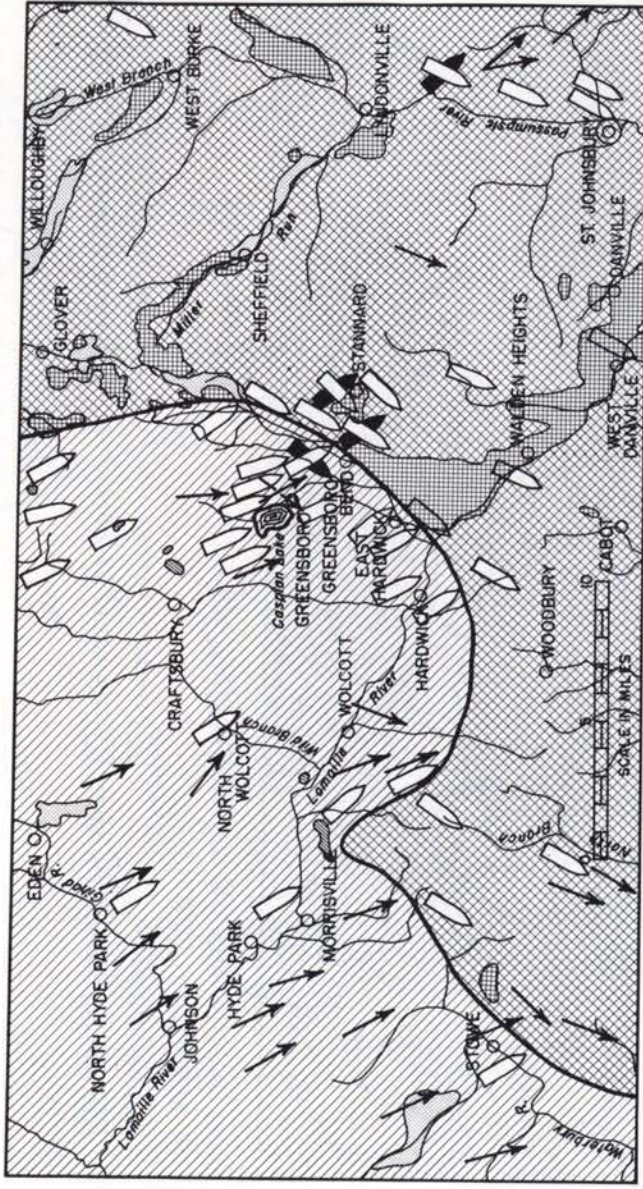 WILLOUGHBY
West Branch
GLOVER
EDEN
WEST BURKE
NORTH HYDE PARK
CRAFTSBURY
Miller
Run
JOHNSON
Lamoille River
SHEFFIELD
NORTH
WOLCOTT
Wild Branch
HYDE PARK
Caspian Lake
GREENSBORO
GREENSBORO
BEND
STANNARD
LYNDONVILLE
MORRISVILLE
Lamoille
River
WOLCOTT
EAST
HARDWICK
HARDWICK
Passumpsic
River
WALDEN HEIGHTS
STOWE
WOODBURY
ST. JOHNSBURY
DANVILLE
WEST
DANVILLE
Waterbury
R.
North
Branch
0 5 10
SCALE IN MILES
CABOT